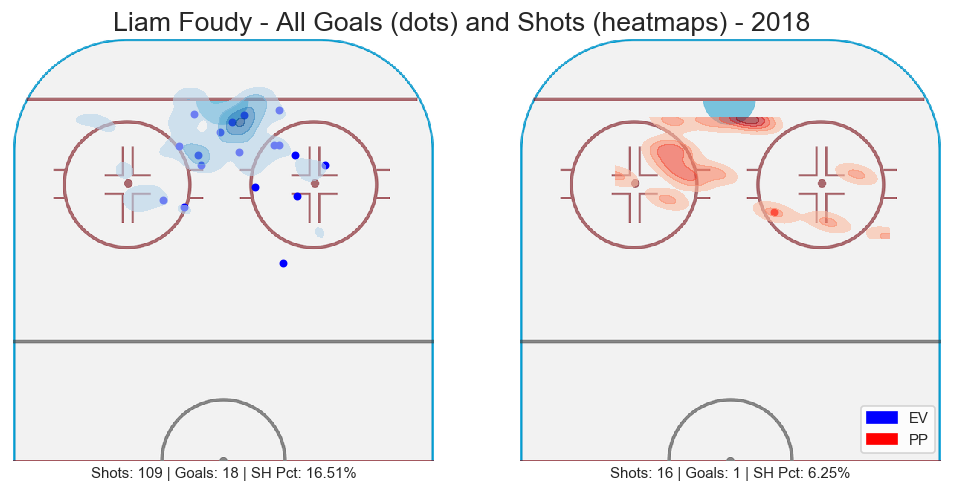 Liam Foudy - All Goals (dots) and Shots (heatmaps) - 2018
EV
PP
Shots: 109 | Goals: 18 | SH Pct: 16.51%
Shots: 16 | Goals: 1 | SH Pct: 6.25%